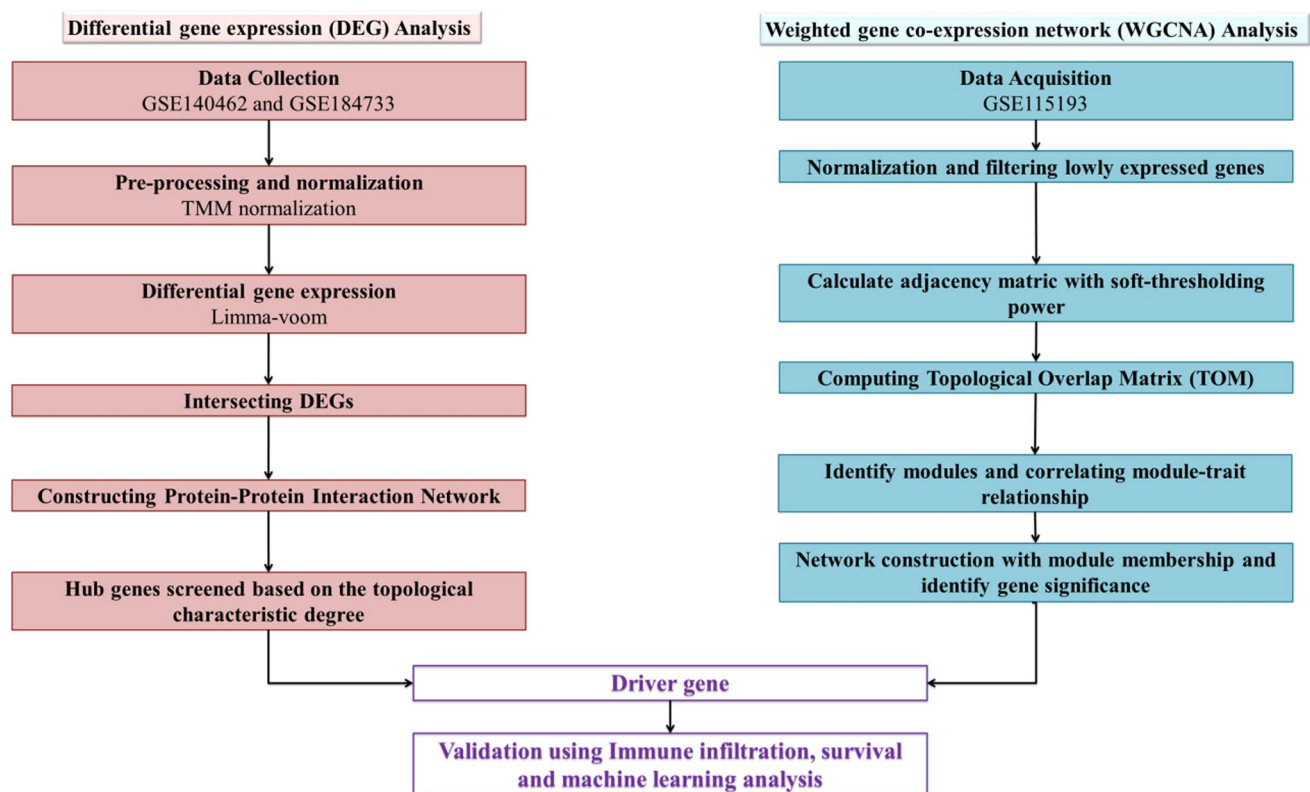 Differential gene expression (DEG) Analysis
Data Collection
GSE140462 and GSE184733
Pre-processing and normalization
TMM normalization
Differential gene expression
Limma-voom
Intersecting DEGs
Constructing Protein-Protein Interaction Network
Hub genes screened based on the topological
characteristic degree
Weighted gene co-expression network (WGCNA) Analysis
Data Acquisition
GSE115193
Normalization and filtering lowly expressed genes
Calculate adjacency matric with soft-thresholding
power
Computing Topological Overlap Matrix (TOM)
Identify modules and correlating module-trait
relationship
Network construction with module membership and
identify gene significance
Driver gene
Validation using Immune infiltration, survival
and machine learning analysis